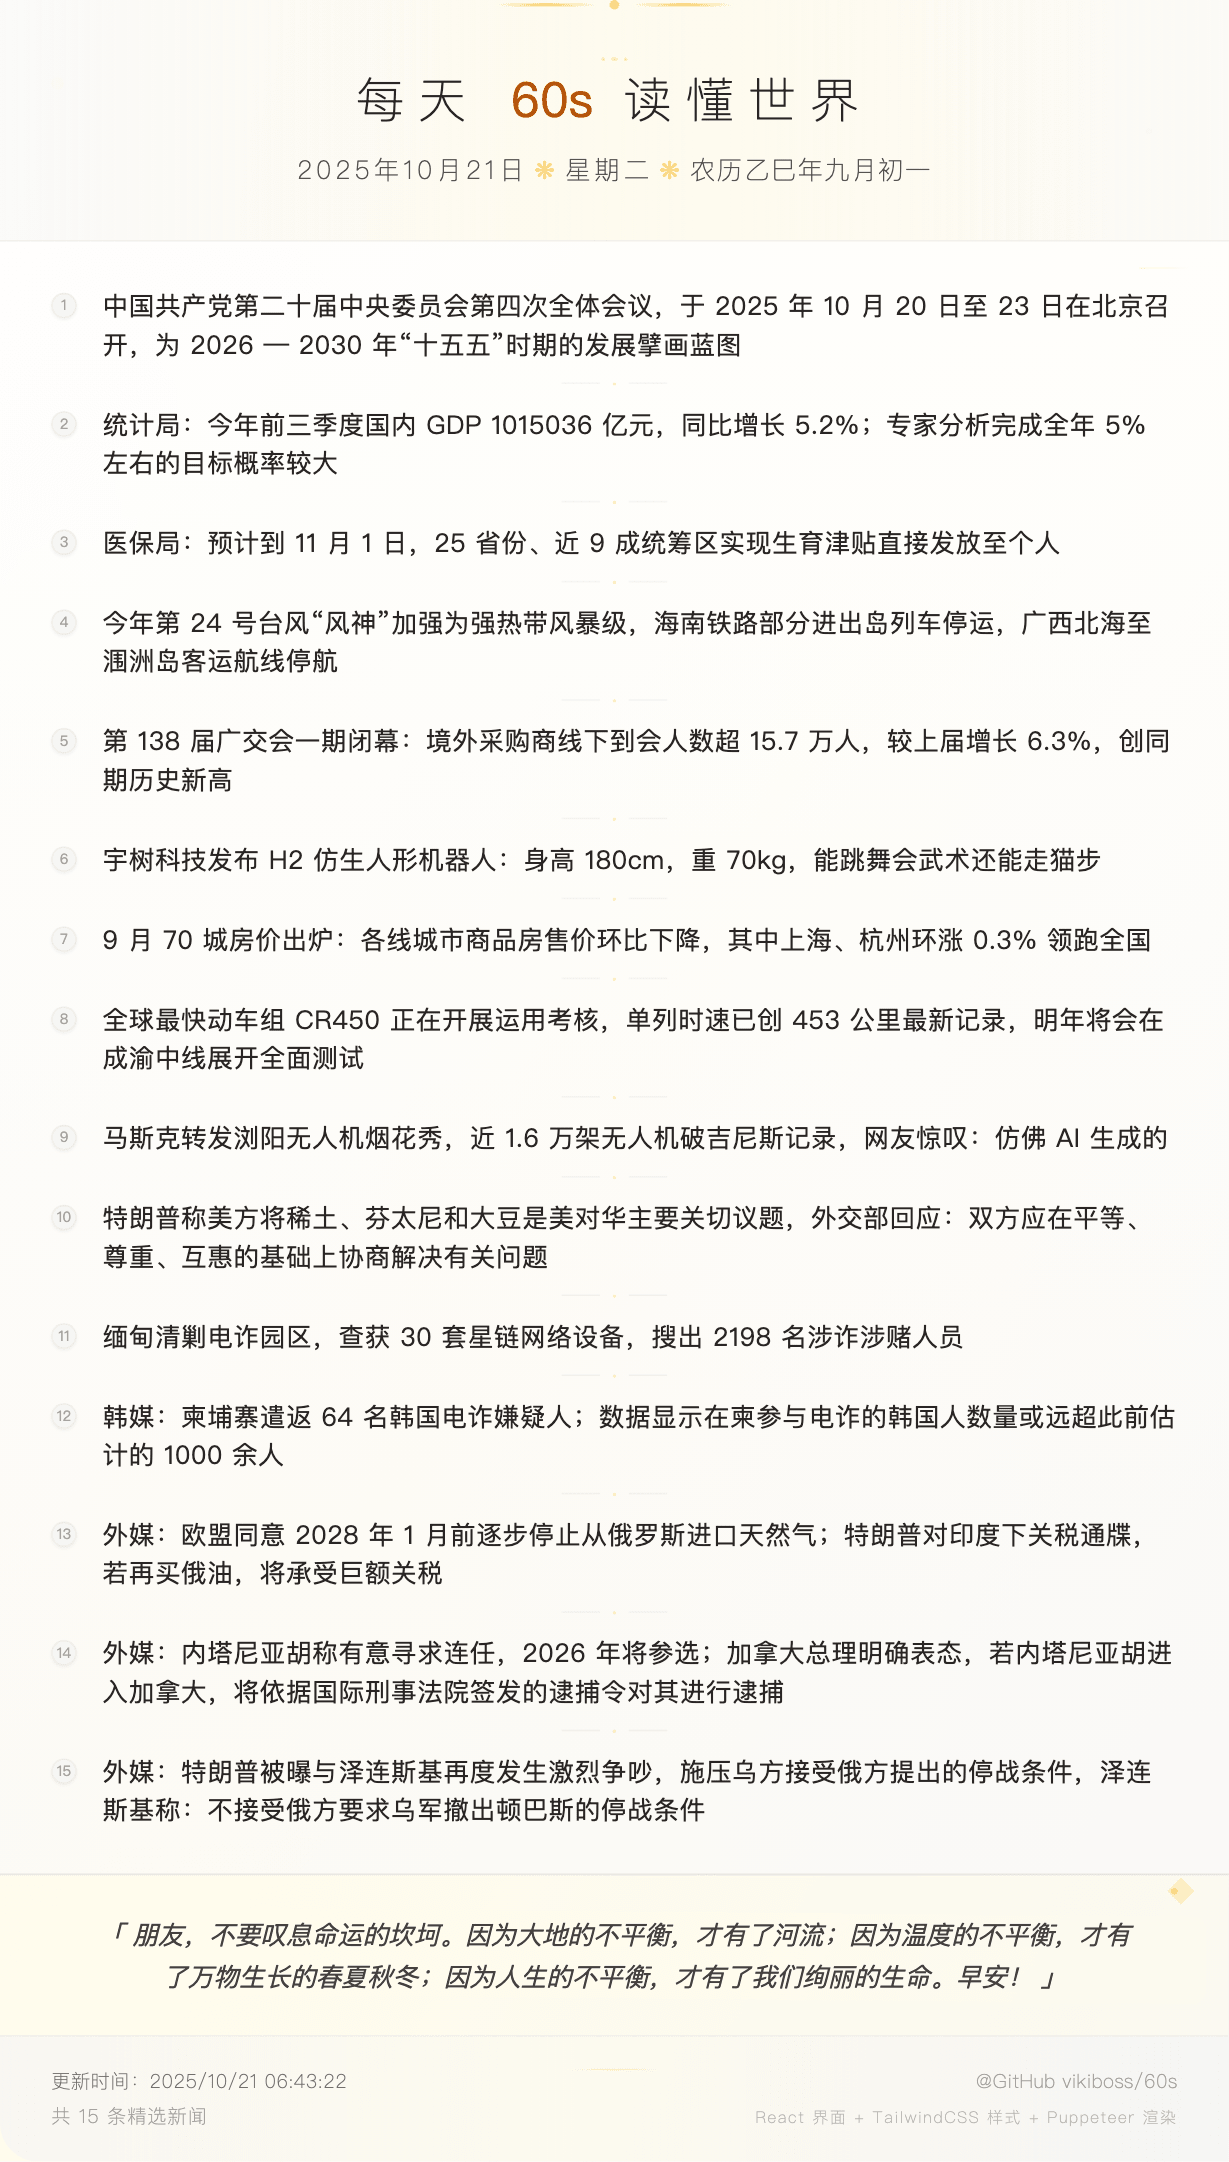 每天 60s 读懂世界
2025年10月21日 ❋ 星期二 ❋ 农历乙巳年九月初一
1 中国共产党第二十届中央委员会第四次全体会议，于 2025 年 10 月 20 日至 23 日在北京召
开，为 2026 — 2030 年“十五五”时期的发展擘画蓝图
2 统计局：今年前三季度国内 GDP 1015036 亿元，同比增长 5.2%；专家分析完成全年 5%
左右的目标概率较大
3 医保局：预计到 11 月 1 日，25 省份、近 9 成统筹区实现生育津贴直接发放至个人
4 今年第 24 号台风“风神”加强为强热带风暴级，海南铁路部分进出岛列车停运，广西北海至
涠洲岛客运航线停航
5 第 138 届广交会一期闭幕：境外采购商线下到会人数超 15.7 万人，较上届增长 6.3%，创同
期历史新高
6 宇树科技发布 H2 仿生人形机器人：身高 180cm，重 70kg，能跳舞会武术还能走猫步
7 9 月 70 城房价出炉：各线城市商品房售价环比下降，其中上海、杭州环涨 0.3% 领跑全国
8 全球最快动车组 CR450 正在开展运用考核，单列时速已创 453 公里最新记录，明年将会在
成渝中线展开全面测试
9 马斯克转发浏阳无人机烟花秀，近 1.6 万架无人机破吉尼斯记录，网友惊叹：仿佛 AI 生成的
10 特朗普称美方将稀土、芬太尼和大豆是美对华主要关切议题，外交部回应：双方应在平等、
尊重、互惠的基础上协商解决有关问题
11 缅甸清剿电诈园区，查获 30 套星链网络设备，搜出 2198 名涉诈涉赌人员
12 韩媒：柬埔寨遣返 64 名韩国电诈嫌疑人；数据显示在柬参与电诈的韩国人数量或远超此前估
计的 1000 余人
13 外媒：欧盟同意 2028 年 1 月前逐步停止从俄罗斯进口天然气；特朗普对印度下关税通牒，
若再买俄油，将承受巨额关税
14 外媒：内塔尼亚胡称有意寻求连任，2026 年将参选；加拿大总理明确表态，若内塔尼亚胡进
入加拿大，将依据国际刑事法院签发的逮捕令对其进行逮捕
15 外媒：特朗普被曝与泽连斯基再度发生激烈争吵，施压乌方接受俄方提出的停战条件，泽连
斯基称：不接受俄方要求乌军撤出顿巴斯的停战条件
「 朋友，不要叹息命运的坎坷。因为大地的不平衡，才有了河流；因为温度的不平衡，才有
了万物生长的春夏秋冬；因为人生的不平衡，才有了我们绚丽的生命。早安！ 」
更新时间：2025/10/21 06:43:22
@GitHub vikiboss/60s
共 15 条精选新闻
React 界面 + TailwindCSS 样式 + Puppeteer 渲染